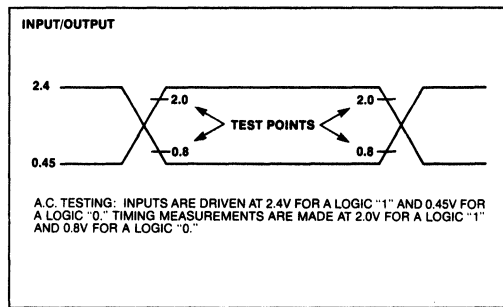 INPUT/OUTPUT
2.4
2.0
2.0
TEST POINTS
0.8
0.8
0.45
A.C. TESTING: INPUTS ARE DRIVEN AT 2.4V FOR A LOGIC "1" AND 0.45V FOR
A LOGIC "0." TIMING MEASUREMENTS ARE MADE AT 2.0V FOR A LOGIC "1"
AND 0.8V FOR A LOGIC "0."